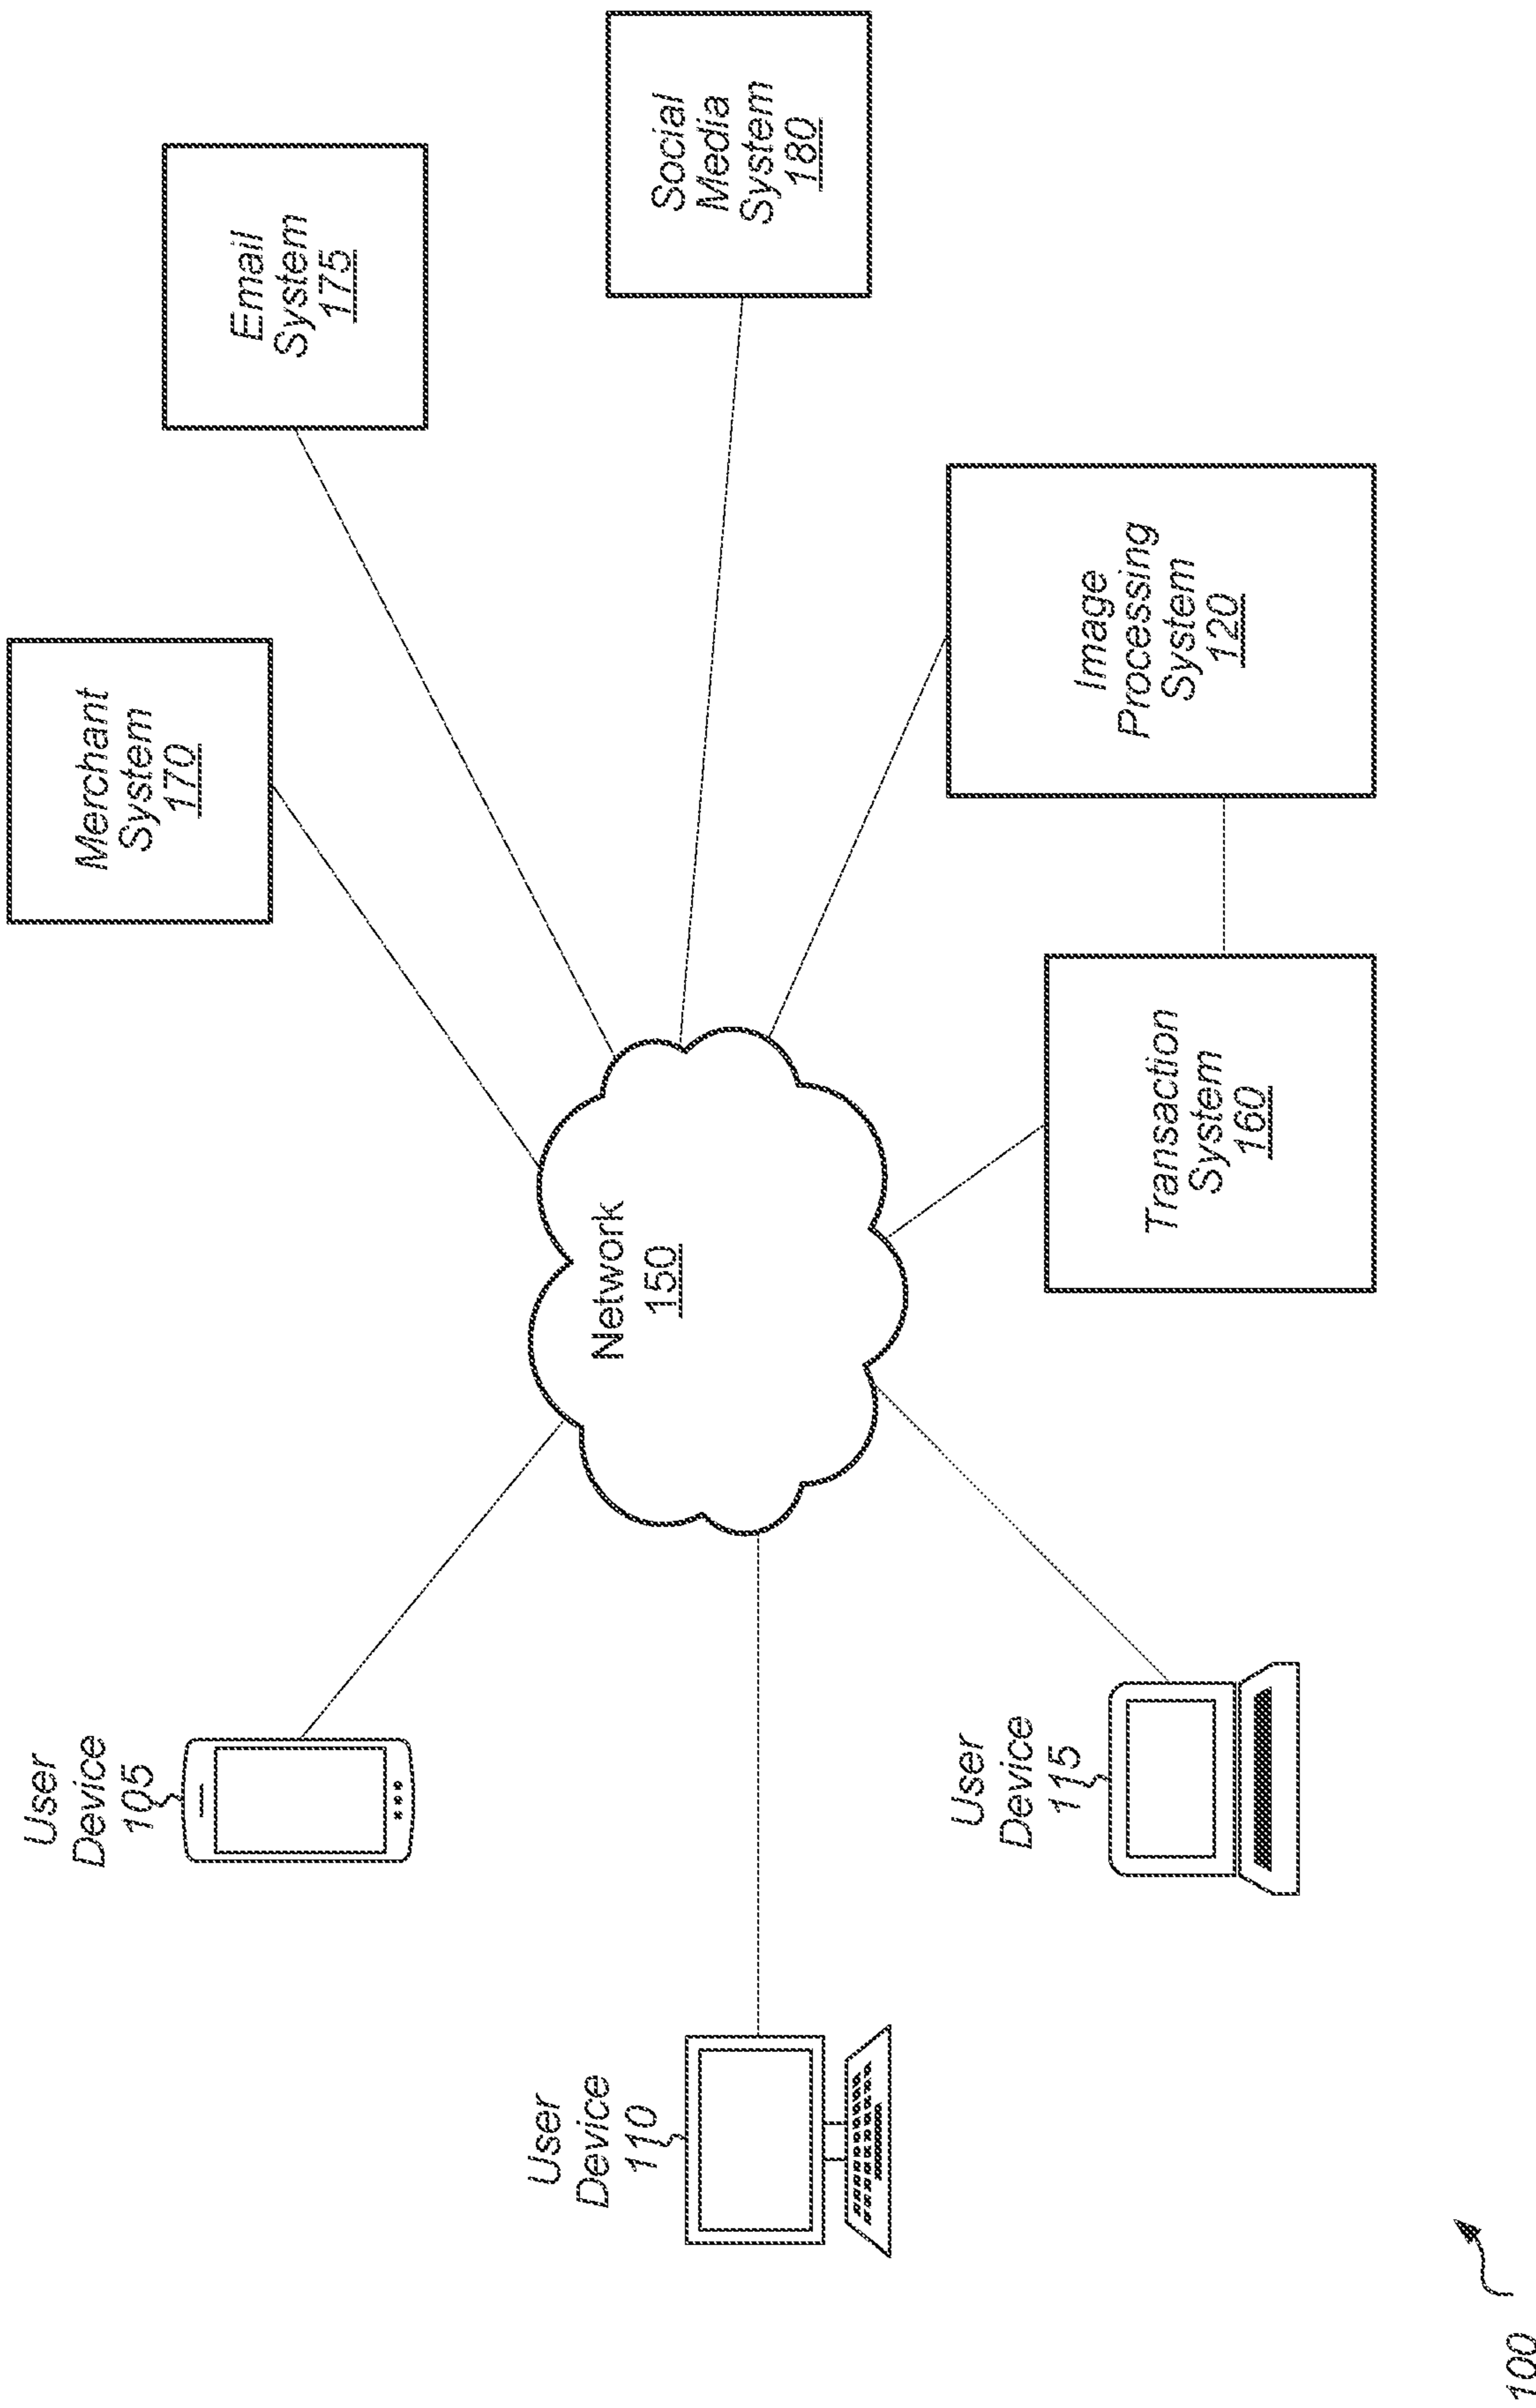 Merchant
System
170
Email
System
175
Social
Media
System
180
User
Device
105
Network
150
Image
Processing
System
120
User
Device
110
Transaction
System
160
User
Device
115
100